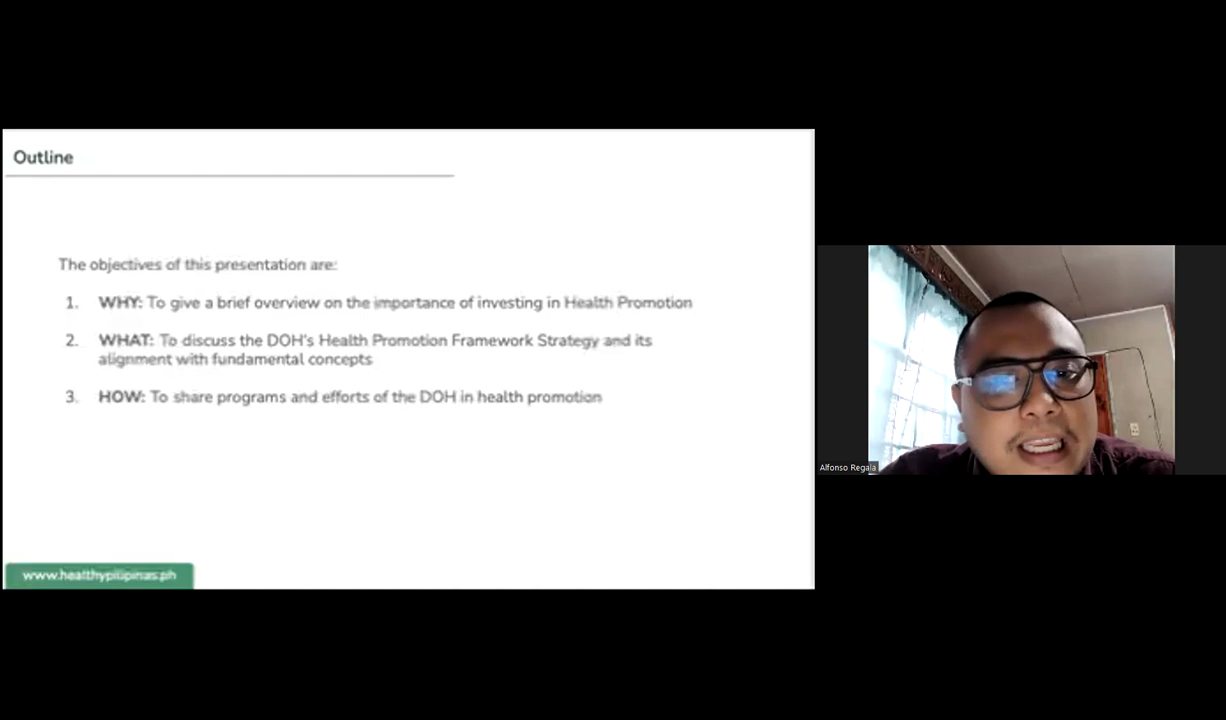 Outline
The objectives of this presentation are:
1. WHY: To give a brief overview on the importance of investing in Health Promotion
2. WHAT: To discuss the DOH's Health Promotion Framework Strategy and its
alignment with fundamental concepts
3. HOW: To share programs and efforts of the DOH in health promotion
www.healthypilipinas.ph
Alfonso Regala